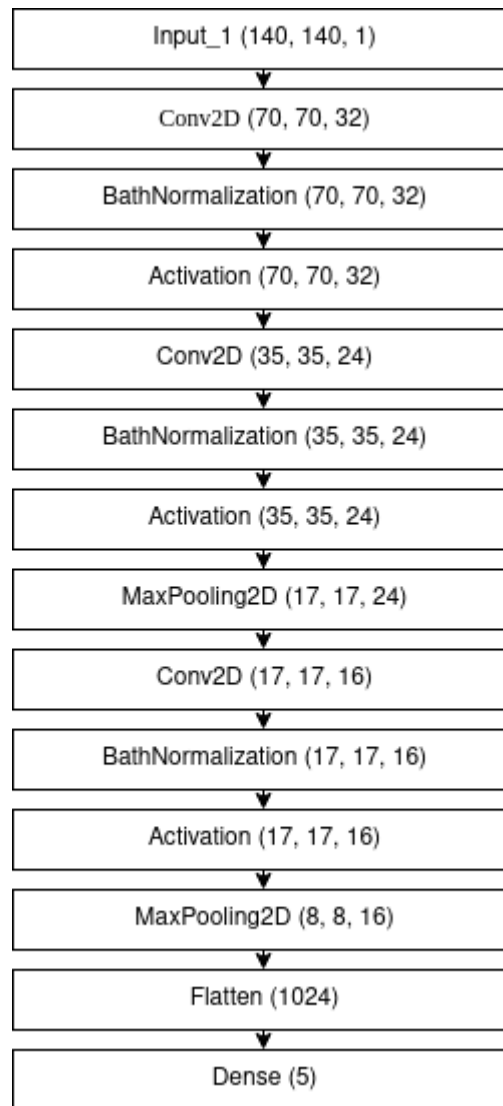 Input_1 (140, 140, 1)
Conv2D (70, 70, 32)
BathNormalization (70, 70, 32)
Activation (70, 70, 32)
Conv2D (35, 35, 24)
BathNormalization (35, 35, 24)
Activation (35, 35, 24)
MaxPooling2D (17, 17, 24)
Conv2D (17, 17, 16)
BathNormalization (17, 17, 16)
Activation (17, 17, 16)
MaxPooling2D (8, 8, 16)
Flatten (1024)
Dense (5)